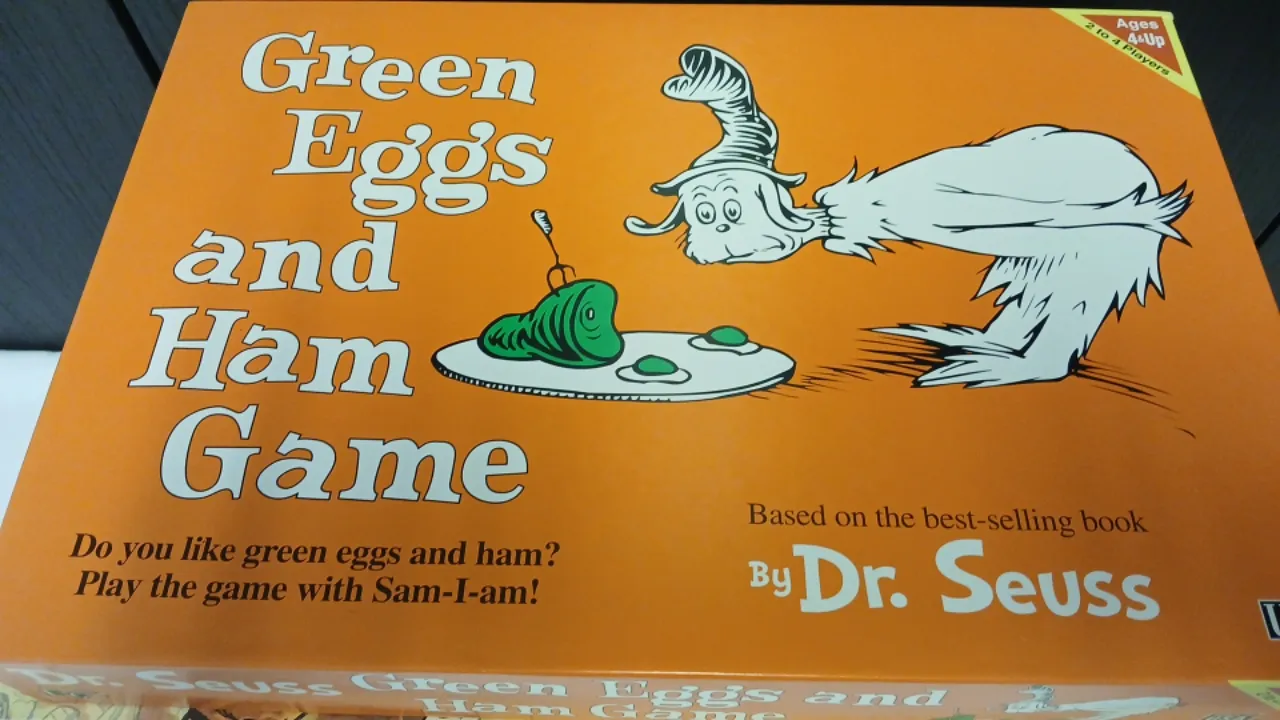 Green
Eggs
and
Ham
Game
Ages
4&Up
2 to 4 Players
Do you like green eggs and ham?
Play the game with Sam-I-am!
Based on the best-selling book
By Dr. Seuss
Dr. Seuss Green Eggs and
Ham Game